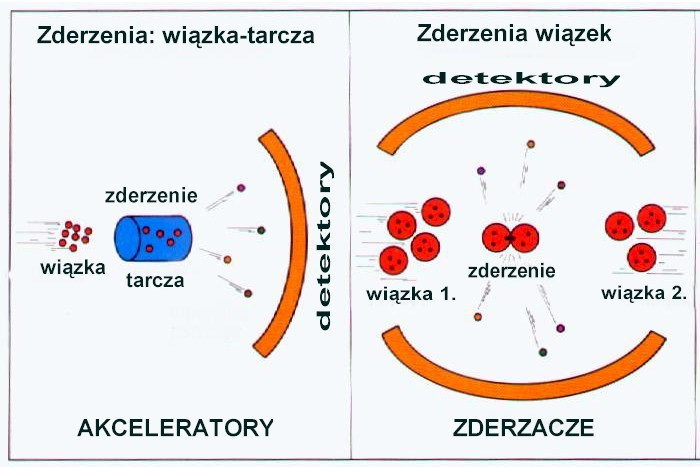 Zderzenia: wiązka-tarcza
zderzenie
wiązka
tarcza
detektory
AKCELERATORY
Zderzenia wiązek
detektory
zderzenie
wiązka 1.
wiązka 2.
ZDERZACZE